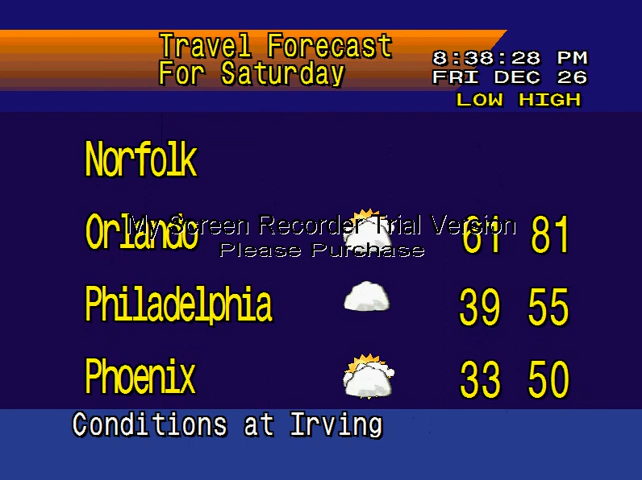 Travel Forecast
For Saturday
8:38:28 PM
FRI DEC 26
LOW HIGH
Norfolk
Orlando 61 81
My Screen Recorder Trial Version
Please Purchase
Philadelphia 39 55
Phoenix 33 50
Conditions at Irving